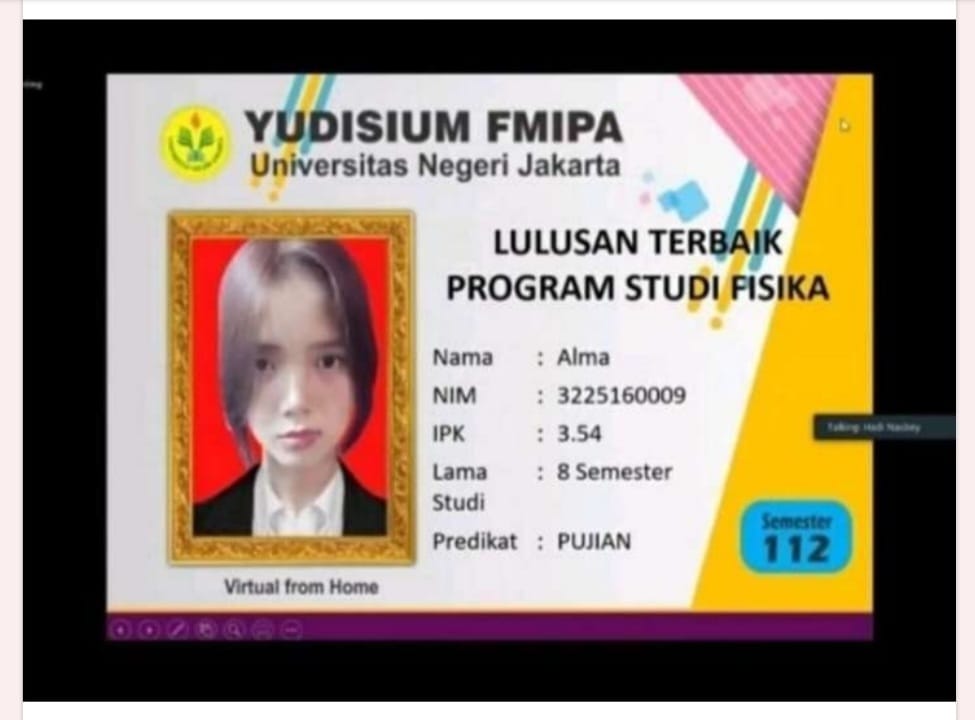 YUDISIUM FMIPA
Universitas Negeri Jakarta
LULUSAN TERBAIK
PROGRAM STUDI FISIKA
Nama : Alma
NIM : 3225160009
IPK : 3.54
Lama Studi : 8 Semester
Predikat : PUJIAN
Virtual from Home
Semester
112
Talking: